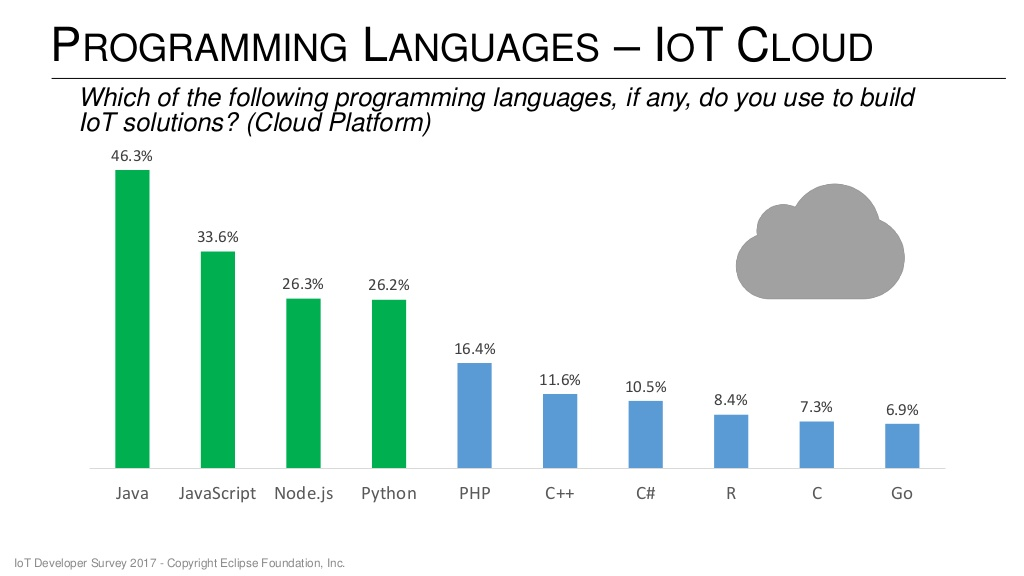 PROGRAMMING LANGUAGES – IOT CLOUD
Which of the following programming languages, if any, do you use to build
IoT solutions? (Cloud Platform)
46.3%
33.6%
26.3%
26.2%
16.4%
11.6%
10.5%
8.4%
7.3%
6.9%
Java JavaScript Node.js Python PHP C++ C# R C Go
IoT Developer Survey 2017 - Copyright Eclipse Foundation, Inc.